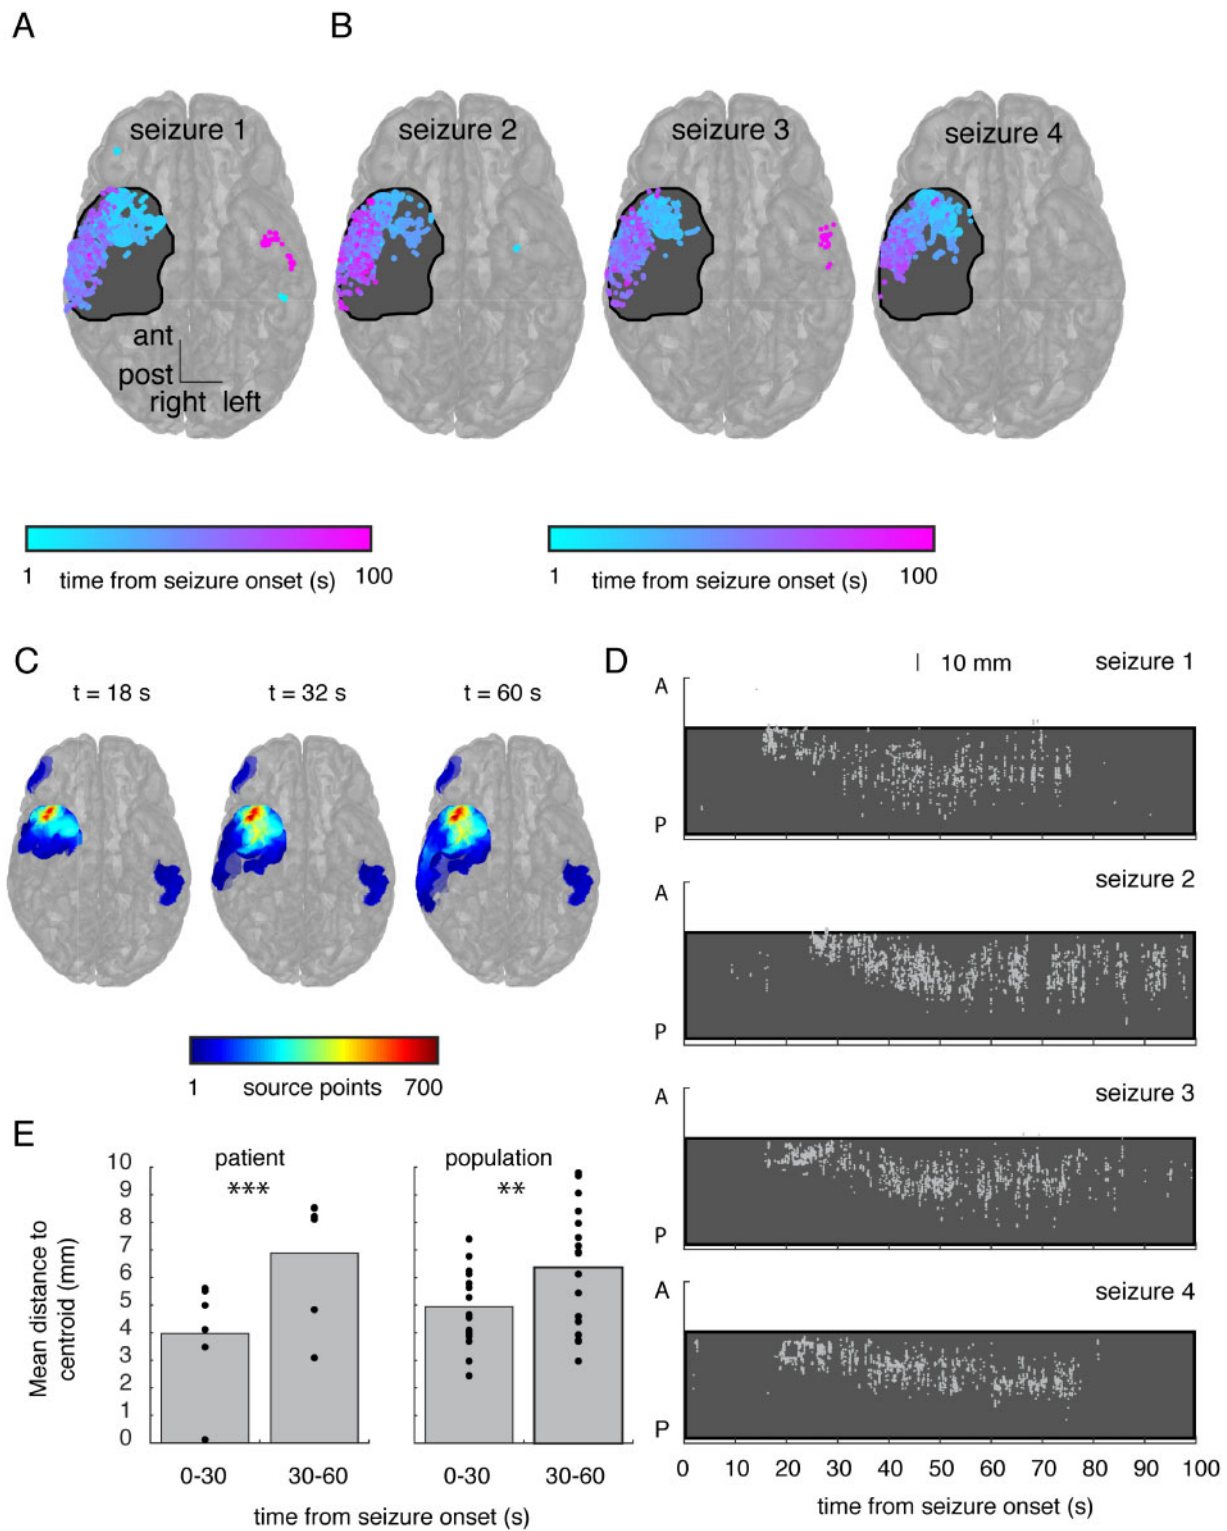 A
B
seizure 1
seizure 2
seizure 3
seizure 4
ant
post
right left
1 time from seizure onset (s) 100
1 time from seizure onset (s) 100
C
t = 18 s
t = 32 s
t = 60 s
1 source points 700
D
10 mm
seizure 1
A
P
seizure 2
A
P
seizure 3
A
P
seizure 4
A
P
0 10 20 30 40 50 60 70 80 90 100
time from seizure onset (s)
E
patient
***
population
**
Mean distance to
centroid (mm)
10
9
8
7
6
5
4
3
2
1
0
0-30
30-60
0-30
30-60
time from seizure onset (s)